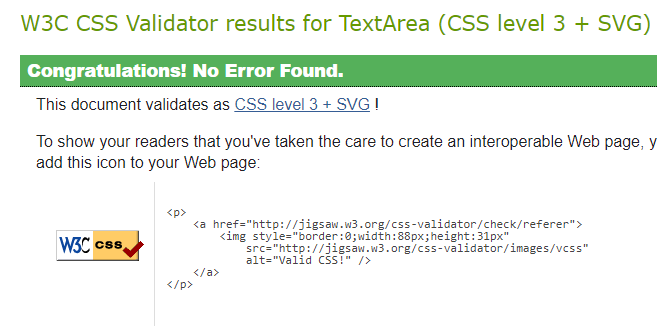 W3C CSS Validator results for TextArea (CSS level 3 + SVG)
Congratulations! No Error Found.
This document validates as CSS level 3 + SVG !
To show your readers that you've taken the care to create an interoperable Web page, y
add this icon to your Web page:
W3C css
<p>
<a href="http://jigsaw.w3.org/css-validator/check/referer">
<img style="border:0;width:88px;height:31px"
src="http://jigsaw.w3.org/css-validator/images/vcss"
alt="Valid CSS!" />
</a>
</p>